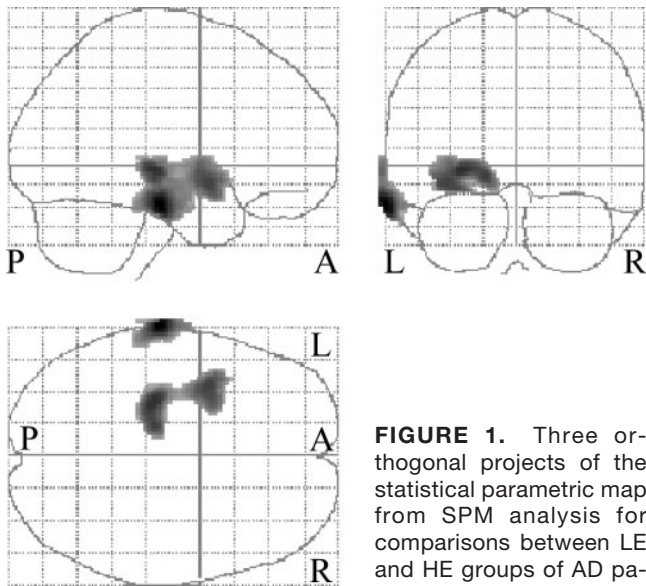 P
A
L
R
L
P
A
R
FIGURE 1. Three or-
thogonal projects of the
statistical parametric map
from SPM analysis for
comparisons between LE
and HE groups of AD pa-